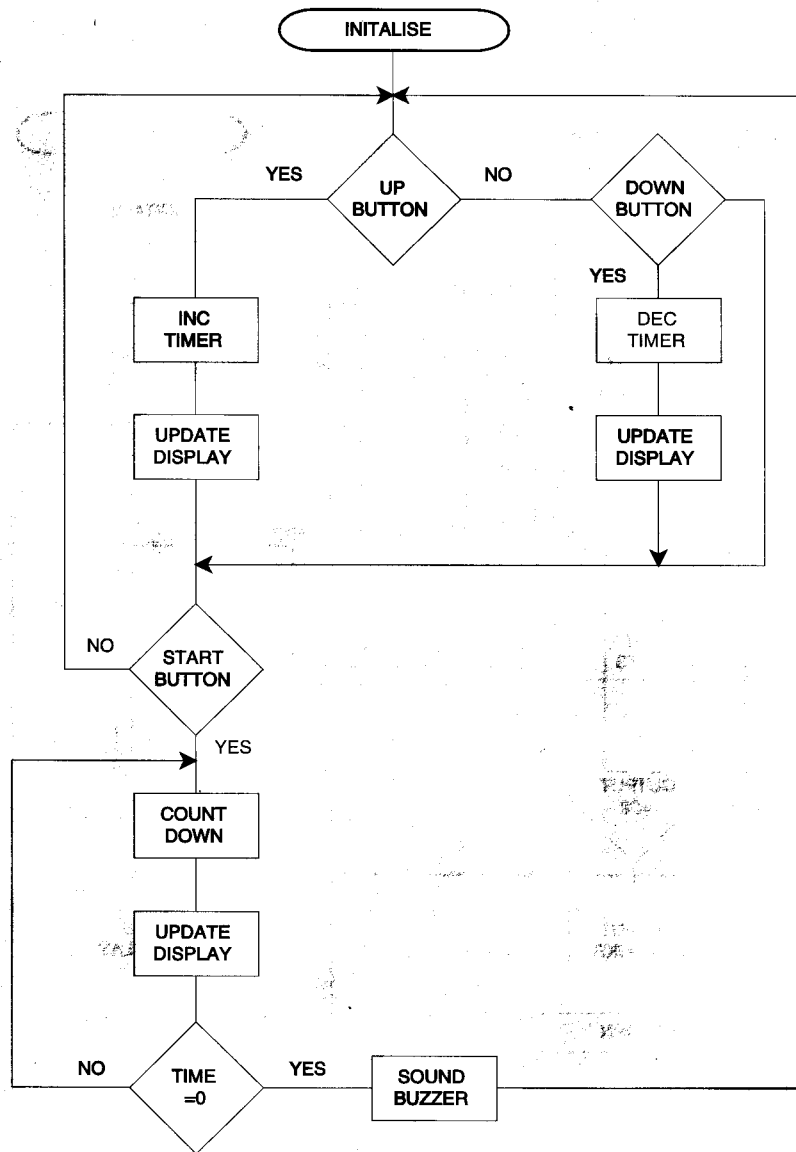 INITALISE
YES
UP
BUTTON
NO
DOWN
BUTTON
YES
INC
TIMER
DEC
TIMER
UPDATE
DISPLAY
UPDATE
DISPLAY
NO
START
BUTTON
YES
COUNT
DOWN
UPDATE
DISPLAY
NO
TIME
=0
YES
SOUND
BUZZER